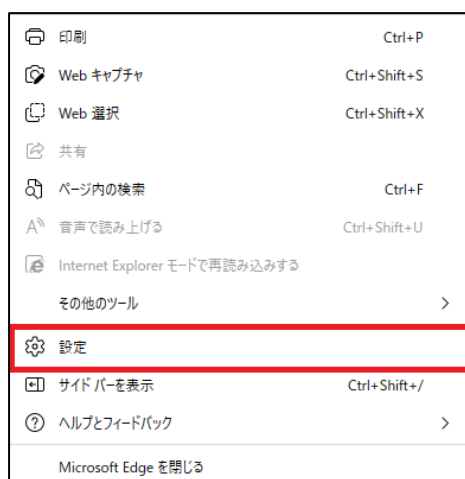 印刷 Ctrl+P
Web キャプチャ Ctrl+Shift+S
Web 選択 Ctrl+Shift+X
共有
ページ内の検索 Ctrl+F
音声で読み上げる Ctrl+Shift+U
Internet Explorer モードで再読み込みする
その他のツール
設定
サイド バーを表示 Ctrl+Shift+/
ヘルプとフィードバック
Microsoft Edge を閉じる